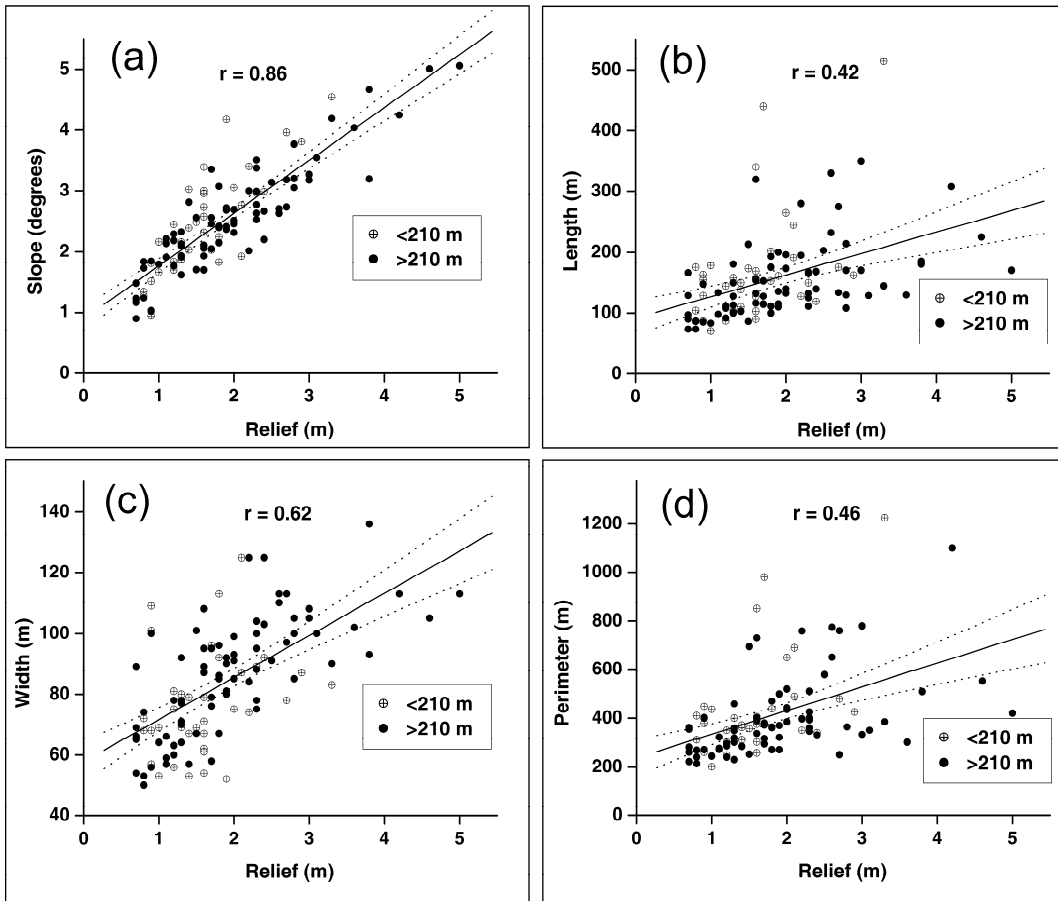 (a)
r = 0.86
Slope (degrees)
5
4
3
2
1
0
<210 m
>210 m
0 1 2 3 4 5
Relief (m)
(b)
r = 0.42
Length (m)
500
400
300
200
100
0
<210 m
>210 m
0 1 2 3 4 5
Relief (m)
(c)
r = 0.62
Width (m)
140
120
100
80
60
40
<210 m
>210 m
0 1 2 3 4 5
Relief (m)
(d)
r = 0.46
Perimeter (m)
1200
1000
800
600
400
200
0
<210 m
>210 m
0 1 2 3 4 5
Relief (m)